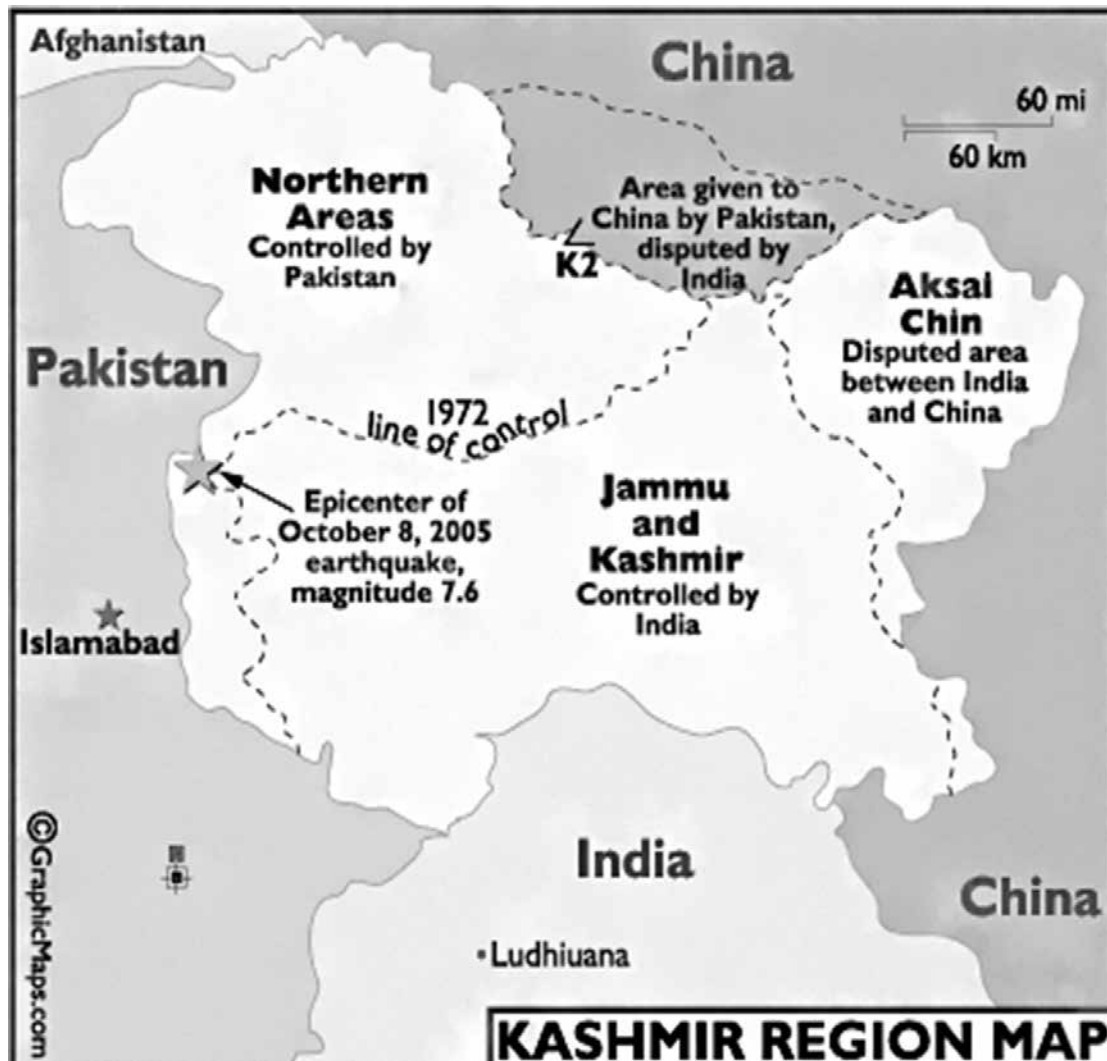 Afghanistan
China
60 mi
60 km
Northern
Areas
Controlled by
Pakistan
Area given to
China by Pakistan,
disputed by
India
K2
Aksai
Chin
Disputed area
between India
and China
Pakistan
1972
line of control
Epicenter of
October 8, 2005
earthquake,
magnitude 7.6
Jammu
and
Kashmir
Controlled by
India
Islamabad
India
China
Ludhiuana
©GraphicMaps.com
KASHMIR REGION MAP